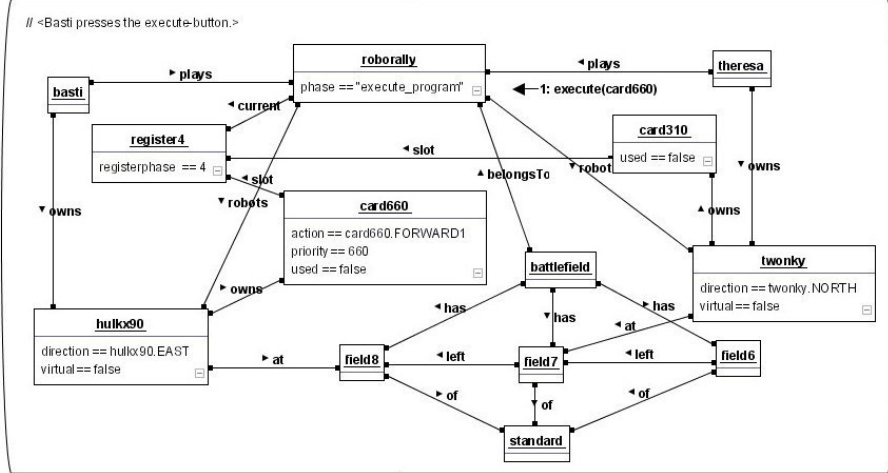 // <Basti presses the execute-button.>
roborally
phase =="execute_program"
► plays
◄ plays
basti
theresa
◄— 1: execute(card660)
◄ current
register4
registerphase == 4
card310
used == false
◄ slot
◄ slot
▲ belongsTo
▼ robot
▼ owns
▼ owns
▼ robots
card660
action == card660.FORWARD1
priority == 660
used == false
▲ owns
► owns
battlefield
twonky
direction == twonky.NORTH
virtual == false
◄ has
▼ has
► has
◄ at
hulkx90
direction == hulkx90.EAST
virtual == false
► at
field8
◄ left
field7
◄ left
field6
► of
▼ of
◄ of
standard